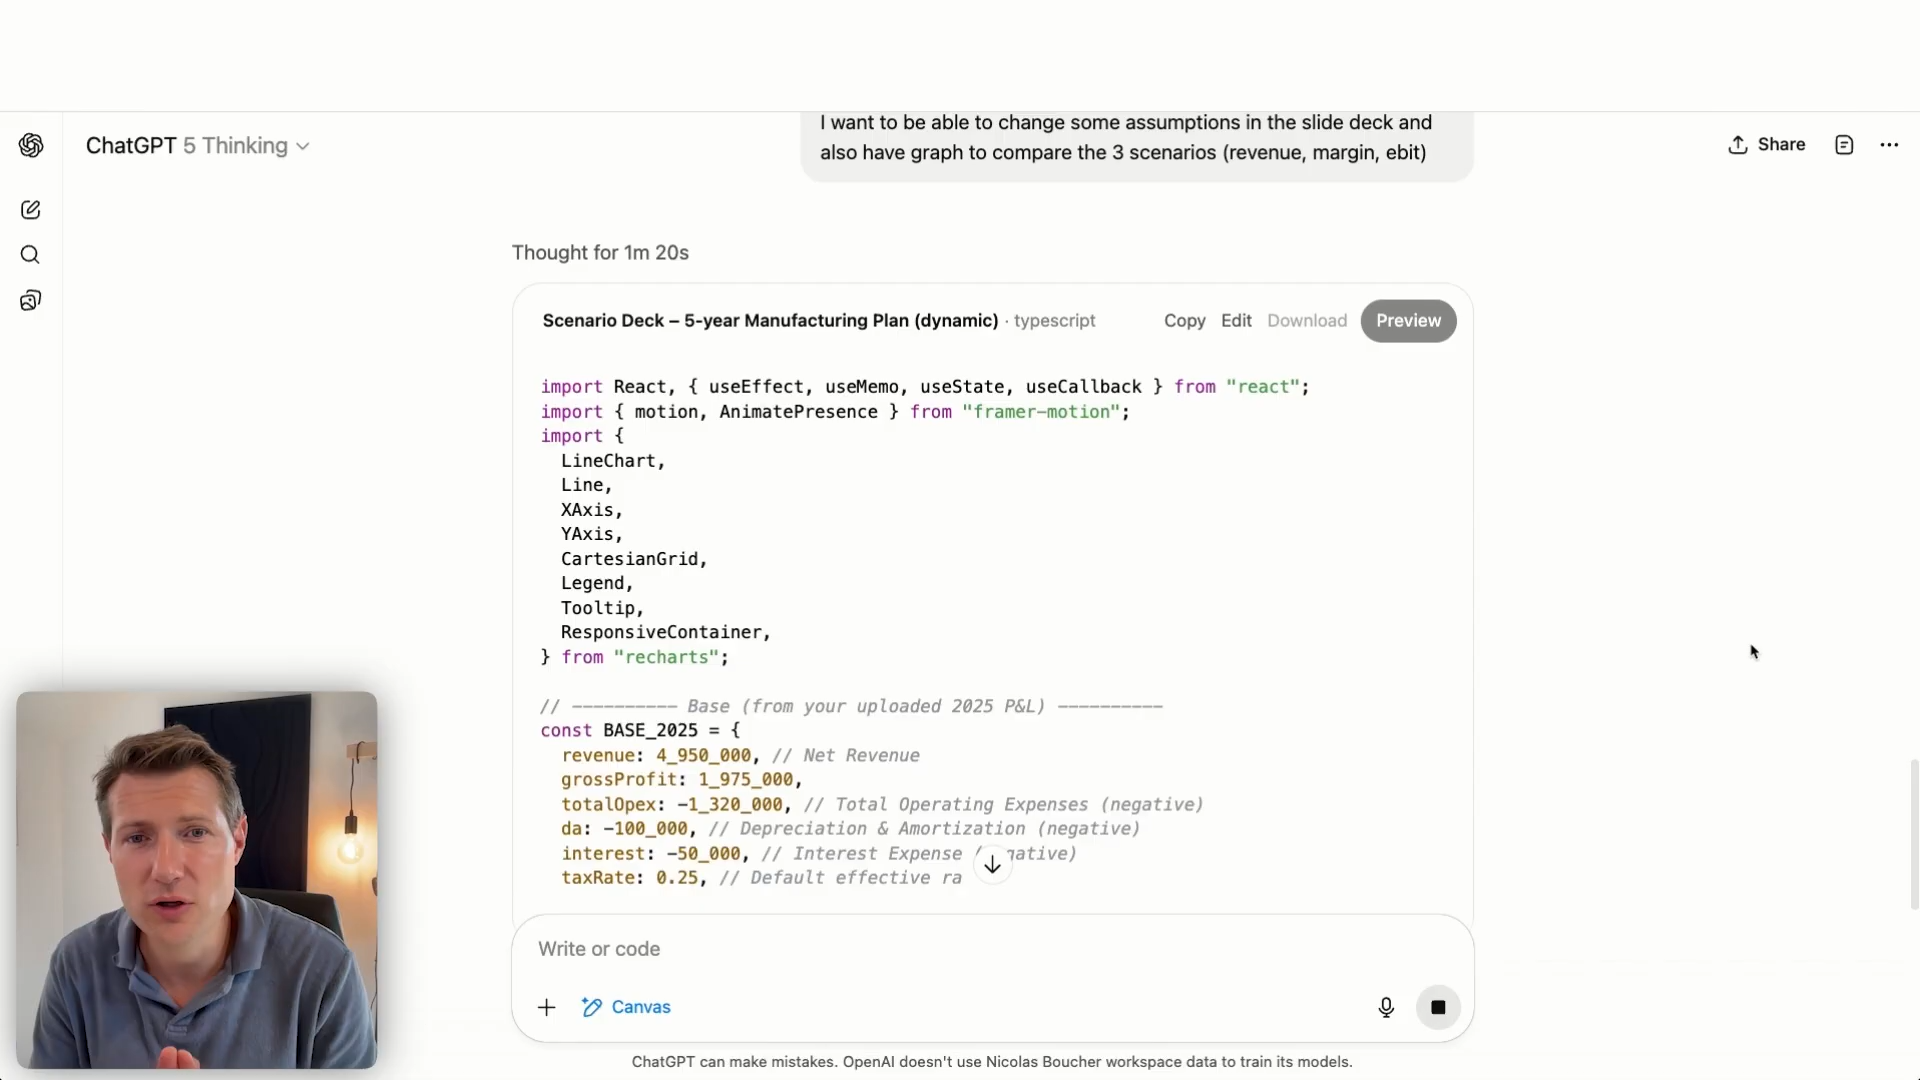 I want to be able to change some assumptions in the slide deck and
also have graph to compare the 3 scenarios (revenue, margin, ebit)
ChatGPT 5 Thinking
Share
Thought for 1m 20s
Scenario Deck – 5-year Manufacturing Plan (dynamic) · typescript
Copy Edit Download Preview
import React, { useEffect, useMemo, useState, useCallback } from "react";
import { motion, AnimatePresence } from "framer-motion";
import {
LineChart,
Line,
XAxis,
YAxis,
CartesianGrid,
Legend,
Tooltip,
ResponsiveContainer,
} from "recharts";
// ---------- Base (from your uploaded 2025 P&L) ----------
const BASE_2025 = {
revenue: 4_950_000, // Net Revenue
grossProfit: 1_975_000,
totalOpex: -1_320_000, // Total Operating Expenses (negative)
da: -100_000, // Depreciation & Amortization (negative)
interest: -50_000, // Interest Expense
taxRate: 0.25, // Default effective ra
Write or code
Canvas
ChatGPT can make mistakes. OpenAI doesn't use Nicolas Boucher workspace data to train its models.